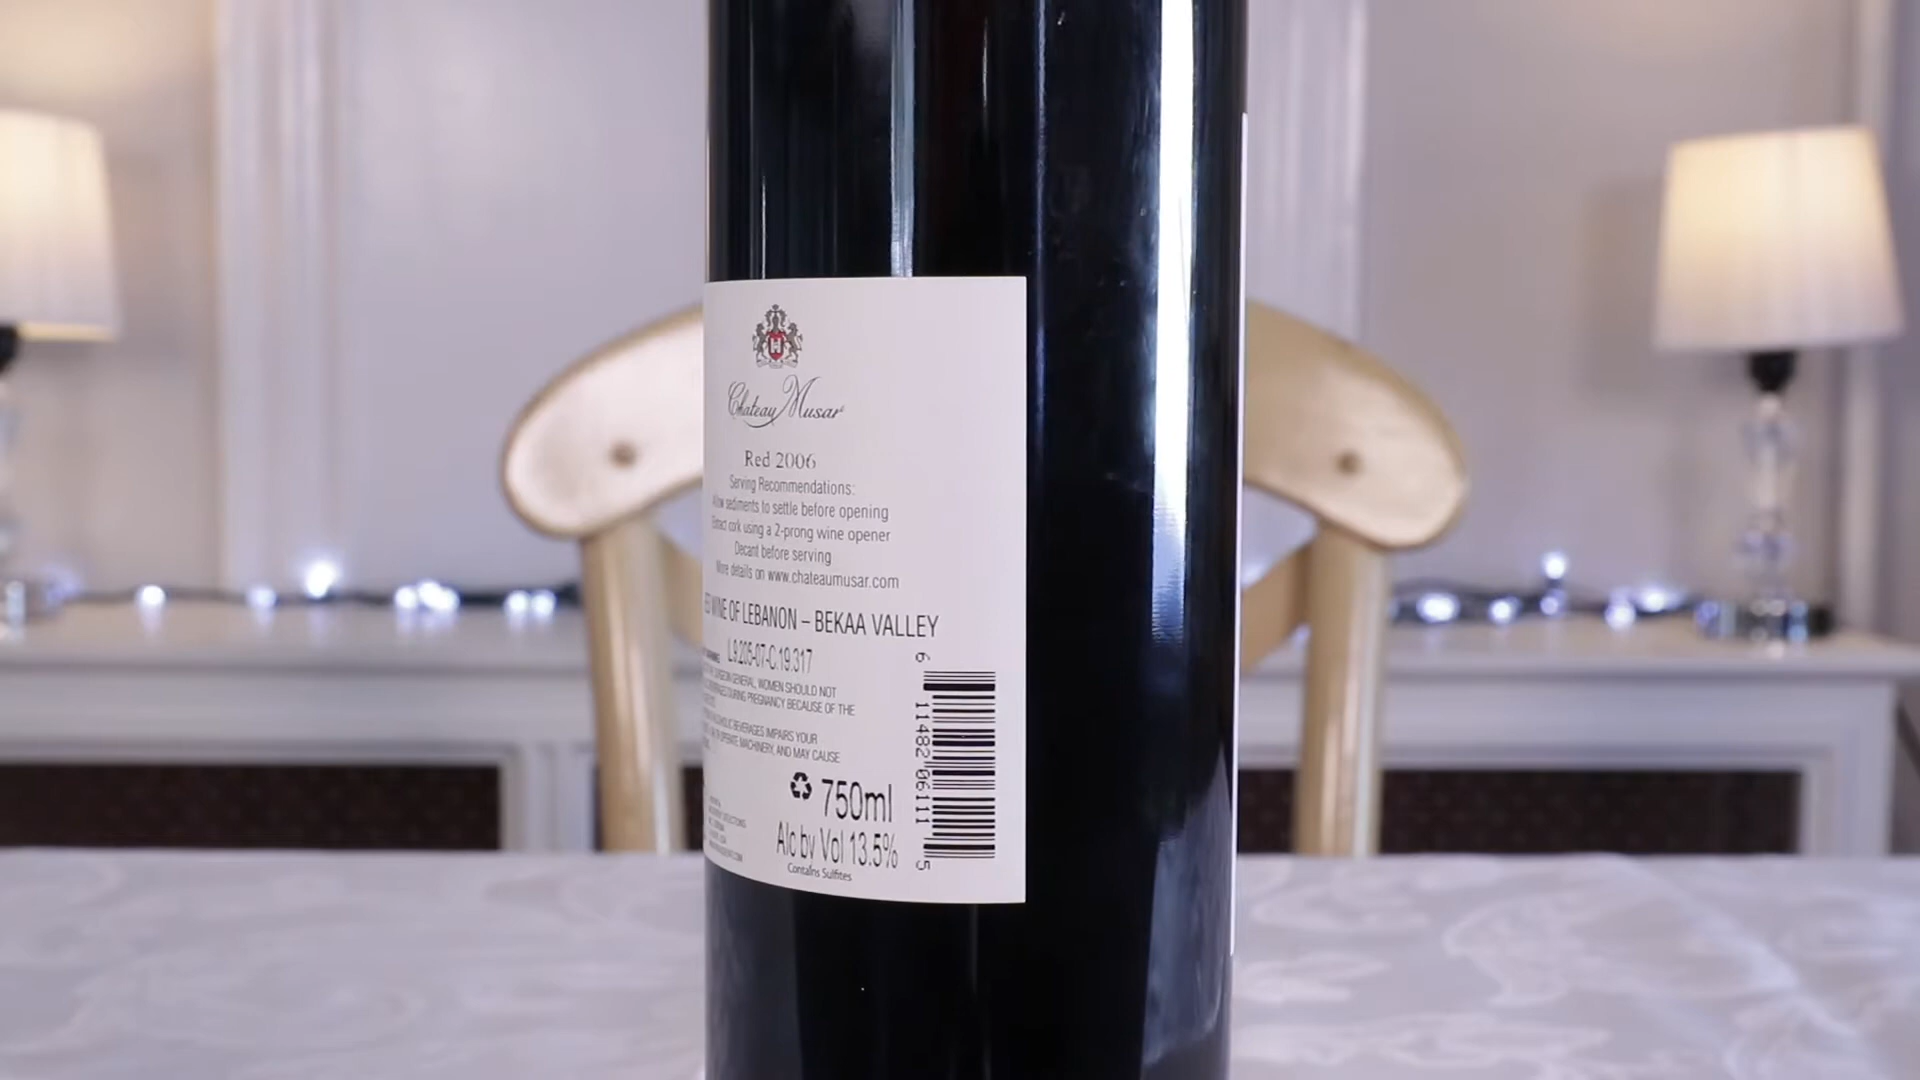 Chateau Musar
Red 2006
Serving Recommendations:
sediments to settle before opening
Extract cork using a 2-prong wine opener
Decant before serving
More details on www.chateaumusar.com
WINE OF LEBANON – BEKAA VALLEY
L.9.205-07-C.19.317
GENERAL, WOMEN SHOULD NOT
DURING PREGNANCY BECAUSE OF THE
BEVERAGES IMPAIRS YOUR
OPERATE MACHINERY, AND MAY CAUSE
750ml
Alc by Vol 13.5%
Contains Sulfites
6 11482 06111 5